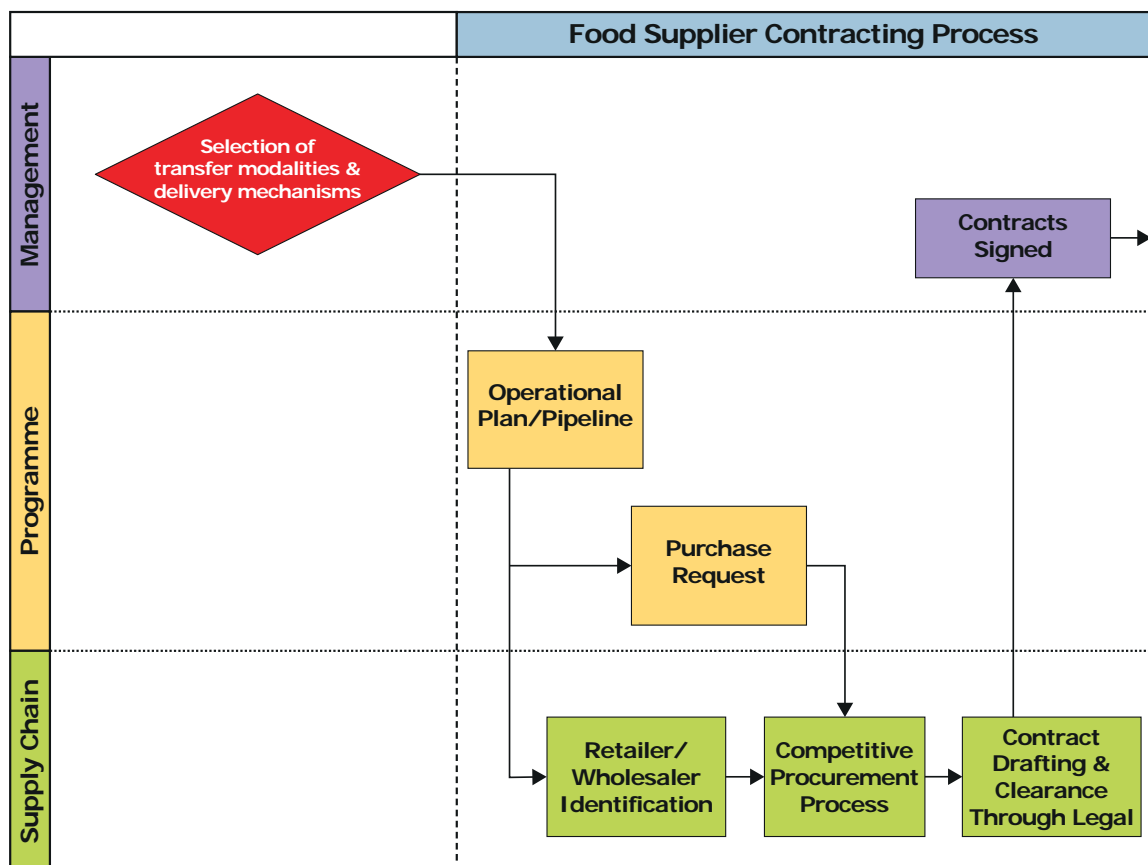 Food Supplier Contracting Process
Management
Selection of
transfer modalities &
delivery mechanisms
Contracts
Signed
Programme
Operational
Plan/Pipeline
Purchase
Request
Supply Chain
Retailer/
Wholesaler
Identification
Competitive
Procurement
Process
Contract
Drafting &
Clearance
Through Legal